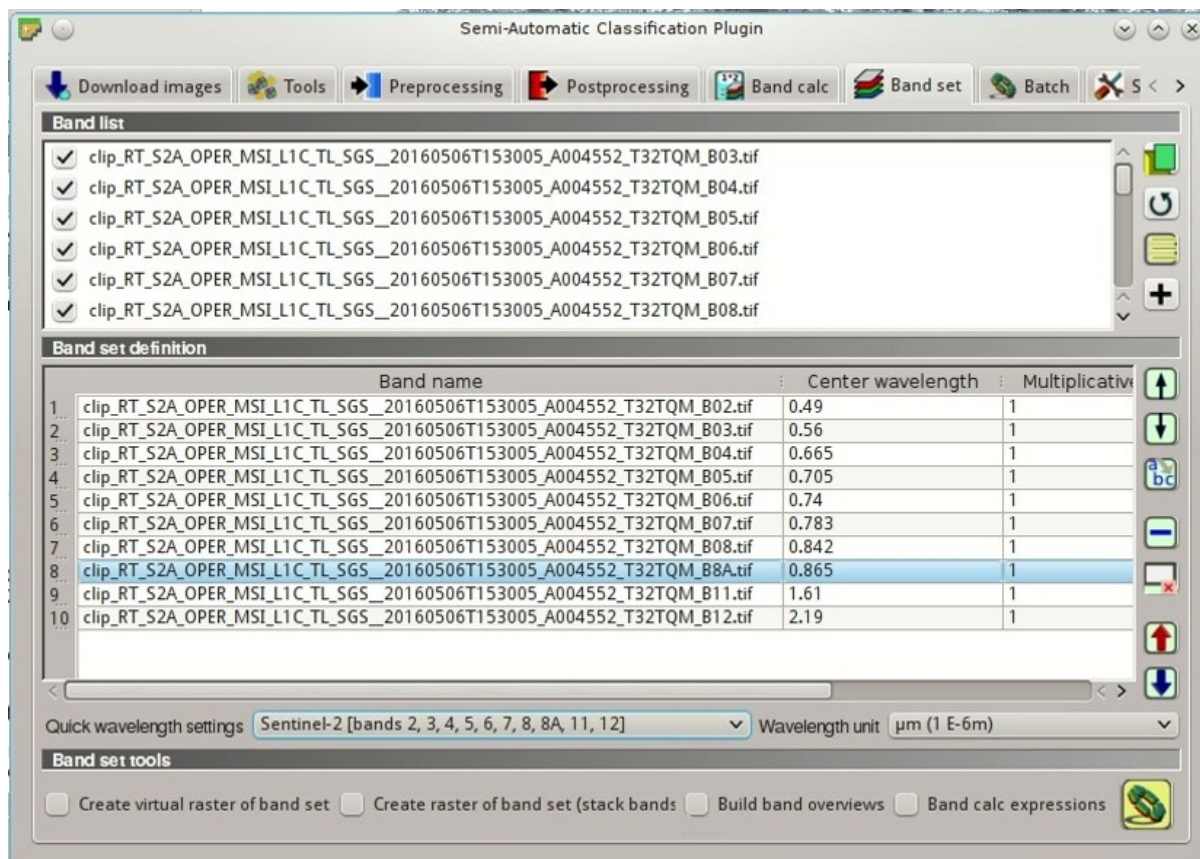 Semi-Automatic Classification Plugin
Download images Tools Preprocessing Postprocessing Band calc Band set Batch S
Band list
clip_RT_S2A_OPER_MSI_L1C_TL_SGS__20160506T153005_A004552_T32TQM_B03.tif
clip_RT_S2A_OPER_MSI_L1C_TL_SGS__20160506T153005_A004552_T32TQM_B04.tif
clip_RT_S2A_OPER_MSI_L1C_TL_SGS__20160506T153005_A004552_T32TQM_B05.tif
clip_RT_S2A_OPER_MSI_L1C_TL_SGS__20160506T153005_A004552_T32TQM_B06.tif
clip_RT_S2A_OPER_MSI_L1C_TL_SGS__20160506T153005_A004552_T32TQM_B07.tif
clip_RT_S2A_OPER_MSI_L1C_TL_SGS__20160506T153005_A004552_T32TQM_B08.tif
Band set definition
Band name Center wavelength Multiplicative
1 clip_RT_S2A_OPER_MSI_L1C_TL_SGS__20160506T153005_A004552_T32TQM_B02.tif 0.49 1
2 clip_RT_S2A_OPER_MSI_L1C_TL_SGS__20160506T153005_A004552_T32TQM_B03.tif 0.56 1
3 clip_RT_S2A_OPER_MSI_L1C_TL_SGS__20160506T153005_A004552_T32TQM_B04.tif 0.665 1
4 clip_RT_S2A_OPER_MSI_L1C_TL_SGS__20160506T153005_A004552_T32TQM_B05.tif 0.705 1
5 clip_RT_S2A_OPER_MSI_L1C_TL_SGS__20160506T153005_A004552_T32TQM_B06.tif 0.74 1
6 clip_RT_S2A_OPER_MSI_L1C_TL_SGS__20160506T153005_A004552_T32TQM_B07.tif 0.783 1
7 clip_RT_S2A_OPER_MSI_L1C_TL_SGS__20160506T153005_A004552_T32TQM_B08.tif 0.842 1
8 clip_RT_S2A_OPER_MSI_L1C_TL_SGS__20160506T153005_A004552_T32TQM_B8A.tif 0.865 1
9 clip_RT_S2A_OPER_MSI_L1C_TL_SGS__20160506T153005_A004552_T32TQM_B11.tif 1.61 1
10 clip_RT_S2A_OPER_MSI_L1C_TL_SGS__20160506T153005_A004552_T32TQM_B12.tif 2.19 1
Quick wavelength settings Sentinel-2 [bands 2, 3, 4, 5, 6, 7, 8, 8A, 11, 12] Wavelength unit µm (1 E-6m)
Band set tools
Create virtual raster of band set Create raster of band set (stack bands Build band overviews Band calc expressions